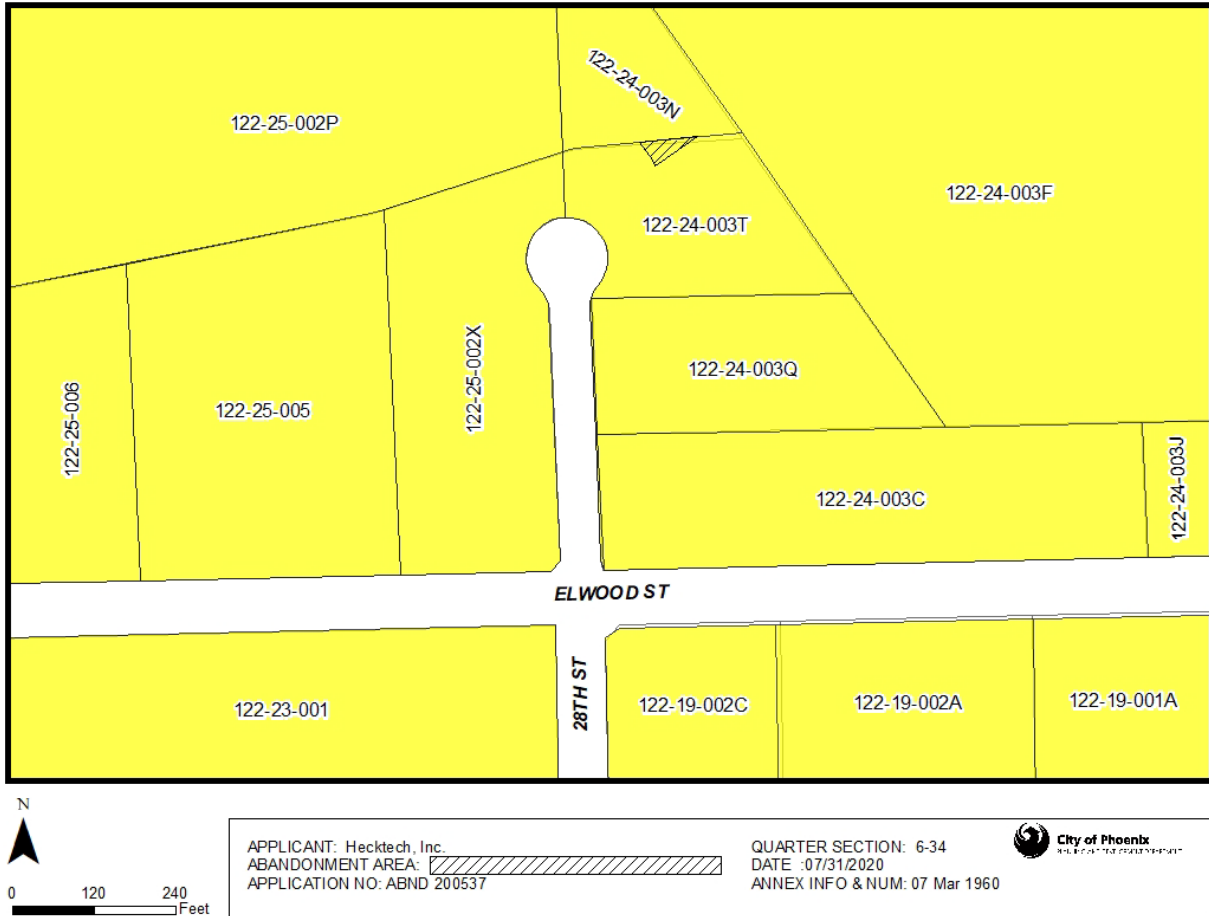 122-24-003N
122-25-002P
122-24-003F
122-24-003T
122-25-002X
122-24-003Q
122-25-006
122-25-005
122-24-003C
122-24-003J
ELWOOD ST
28TH ST
122-23-001
122-19-002C
122-19-002A
122-19-001A
N
0 120 240
Feet
APPLICANT: Hecktech, Inc.
ABANDONMENT AREA:
APPLICATION NO: ABND 200537
QUARTER SECTION: 6-34
DATE :07/31/2020
ANNEX INFO & NUM: 07 Mar 1960
City of Phoenix